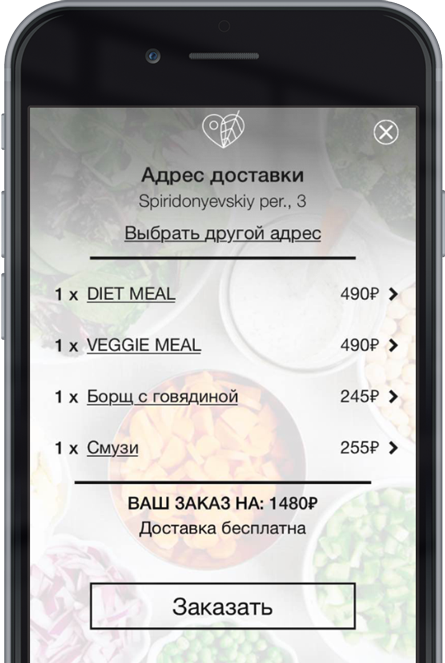 Адрес доставки
Spiridonyevskiy per., 3
Выбрать другой адрес
1 x DIET MEAL 490₽
1 x VEGGIE MEAL 490₽
1 x Борщ с говядиной 245₽
1 x Смузи 255₽
ВАШ ЗАКАЗ НА: 1480₽
Доставка бесплатна
Заказать